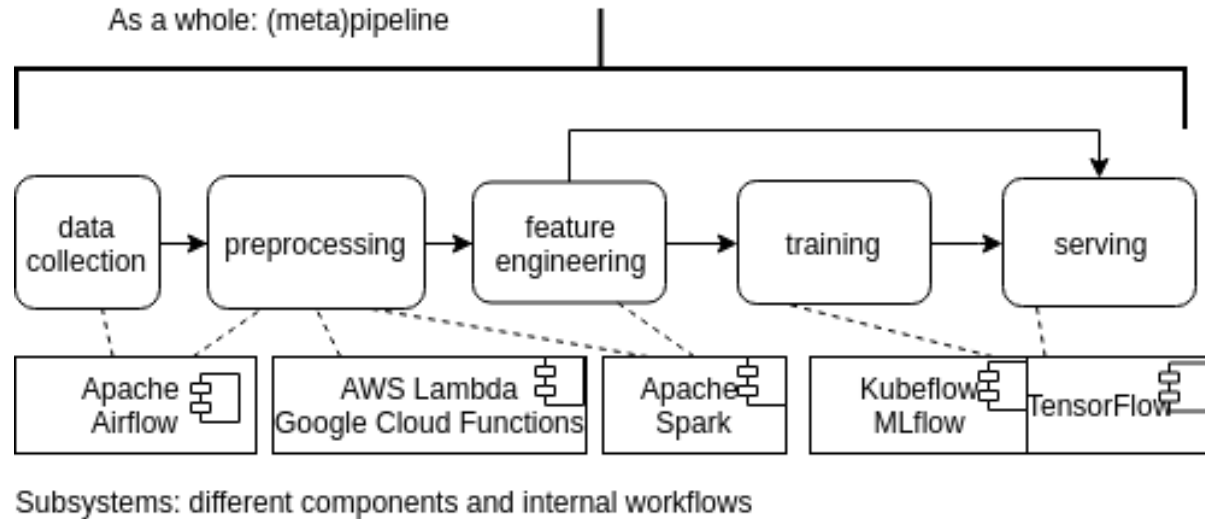 As a whole: (meta)pipeline
data
collection
preprocessing
feature
engineering
training
serving
Apache
Airflow
AWS Lambda
Google Cloud Functions
Apache
Spark
Kubeflow
MLflow
TensorFlow
Subsystems: different components and internal workflows